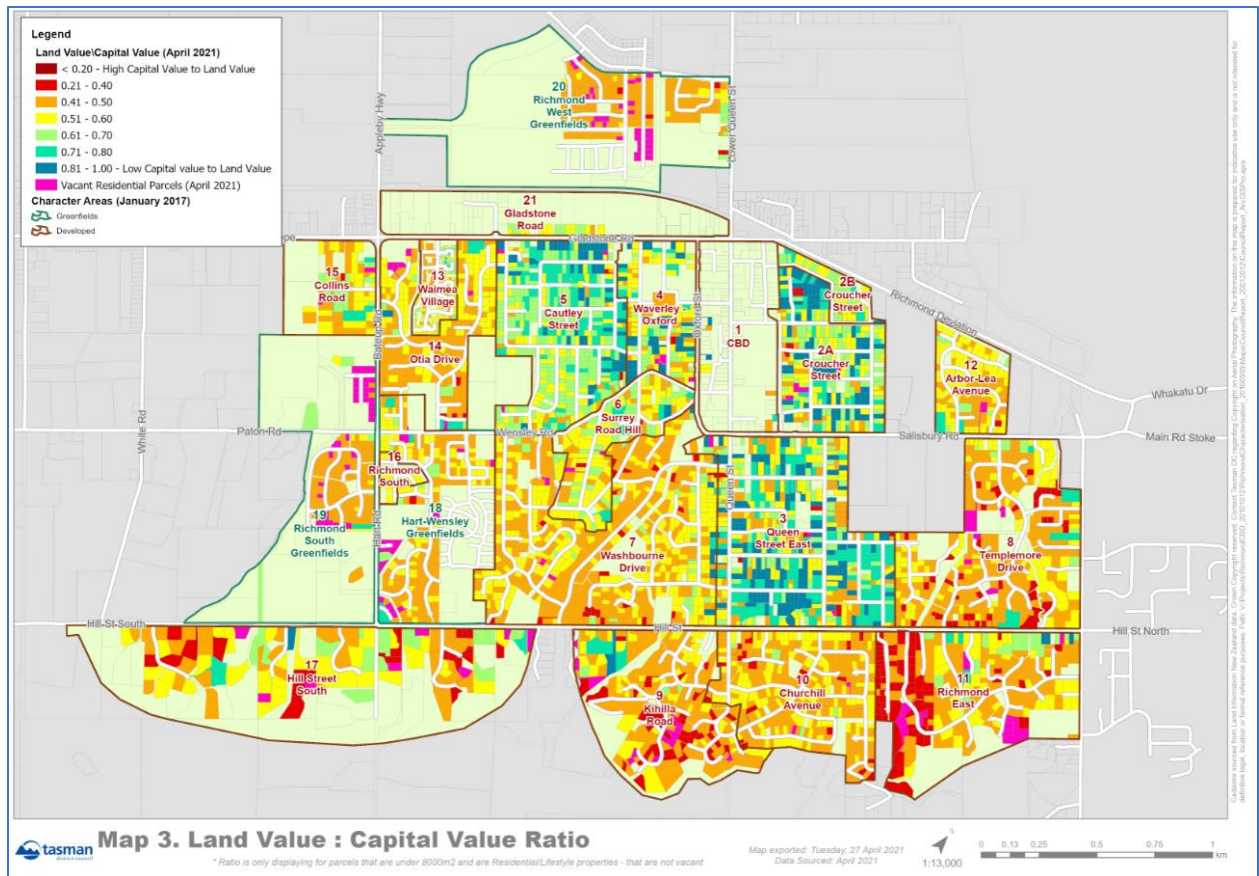 Legend
Land Value\Capital Value (April 2021)
< 0.20 - High Capital Value to Land Value
0.21 - 0.40
0.41 - 0.50
0.51 - 0.60
0.61 - 0.70
0.71 - 0.80
0.81 - 1.00 - Low Capital value to Land Value
Vacant Residential Parcels (April 2021)
Character Areas (January 2017)
Greenfields
Developed
20
Richmond
West
Greenfields
Appleby Hwy
Lower Queen St
21
Gladstone
Road
Gladstone Rd
15
Collins
Road
13
Waimea
Village
14
Otia Drive
5
Cautley
Street
4
Waverley -
Oxford
Oxford St
1
CBD
2B
Croucher
Street
2A
Croucher
Street
Richmond Deviation
12
Arbor-Lea
Avenue
Whakatu Dr
Main Rd Stoke
Salisbury Rd
White Rd
Paton Rd
Wensley Rd
6
Surrey
Road Hill
16
Richmond
South
Hart Rd
19
Richmond
South
Greenfields
18
Hart-Wensley
Greenfields
7
Washbourne
Drive
Queen St
3
Queen
Street East
8
Templemore
Drive
Hill St South
Hill St
Hill St North
17
Hill Street
South
9
Kihilla
Road
10
Churchill
Avenue
11
Richmond
East
tasman
district council
Map 3. Land Value : Capital Value Ratio
* Ratio is only displaying for parcels that are under 8000m2 and are Residential/Lifestyle properties - that are not vacant
Map exported: Tuesday, 27 April 2021
Data Sourced: April 2021
1:13,000
0 0.13 0.25 0.5 0.75 1
km